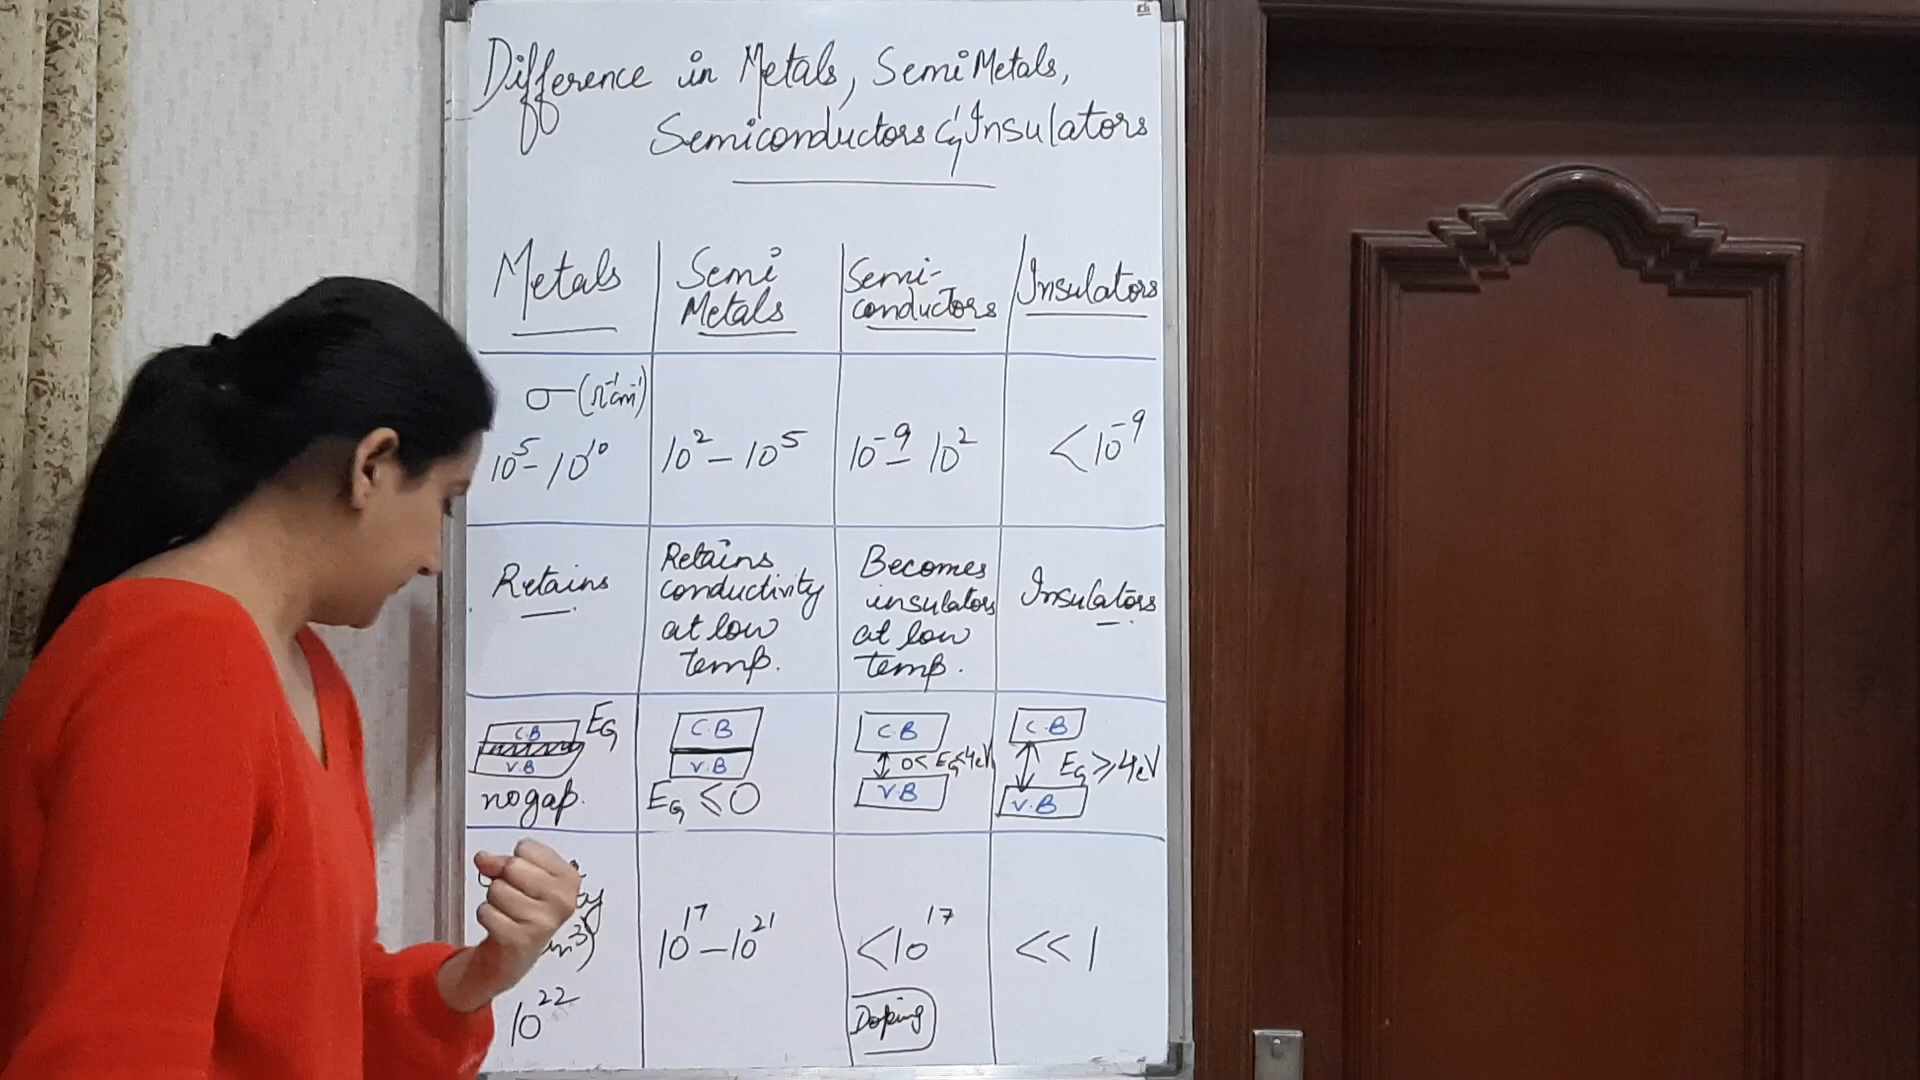 Difference in Metals, SemiMetals,
Semiconductors & Insulators
Metals
Semi
Metals
Semi-
conductors
Insulators
σ (Ω⁻¹cm⁻¹)
10⁵ - 10¹⁰
10² - 10⁵
10⁻⁹ - 10²
< 10⁻⁹
Retains
Retains
conductivity
at low
temp.
Becomes
insulators
at low
temp.
Insulators
C.B
E_G
V.B
no gap.
C.B
V.B
E_G ≤ 0
C.B
0 < E_G < 4eV
V.B
C.B
E_G ≥ 4eV
V.B
10²²
10¹⁷ - 10²¹
< 10¹⁷
Doping
<< 1